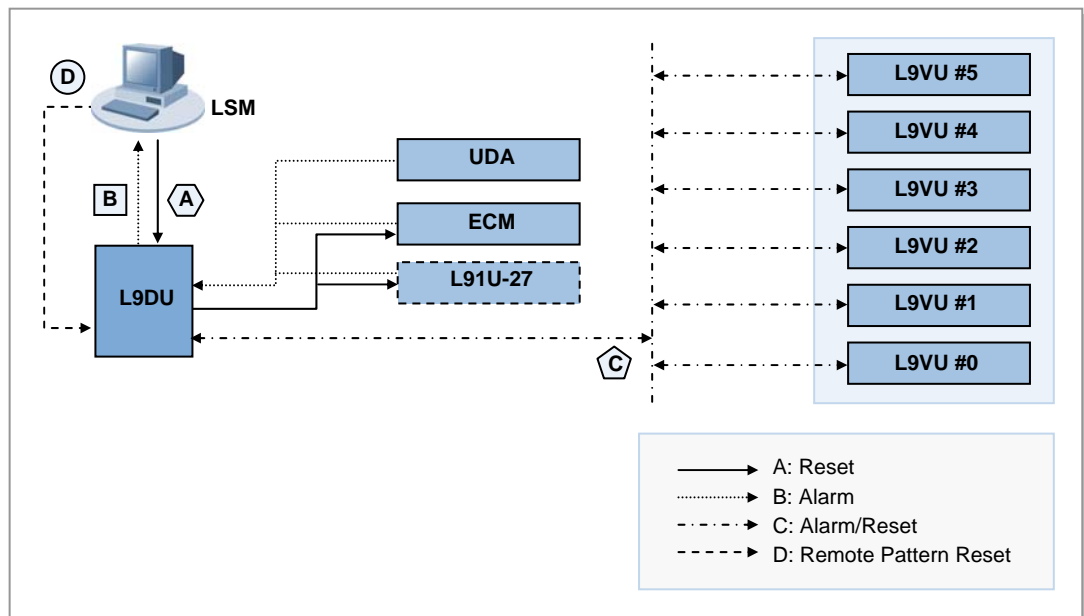 D
LSM
B
A
L9DU
UDA
ECM
L91U-27
C
L9VU #5
L9VU #4
L9VU #3
L9VU #2
L9VU #1
L9VU #0
A: Reset
B: Alarm
C: Alarm/Reset
D: Remote Pattern Reset